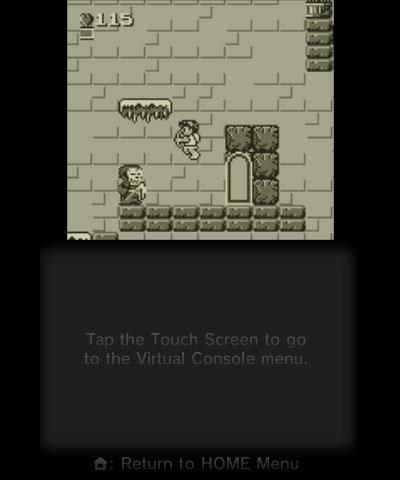 115
Tap the Touch Screen to go
to the Virtual Console menu.
: Return to HOME Menu